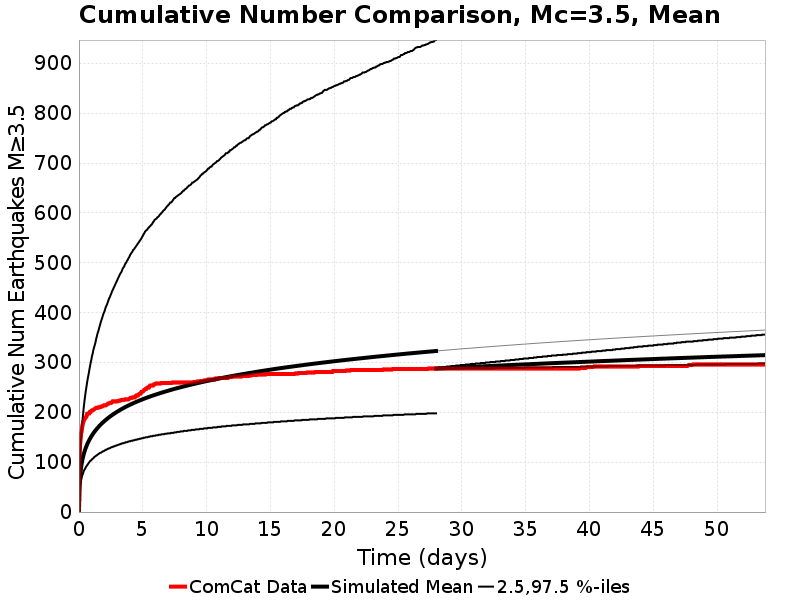 Cumulative Number Comparison, Mc=3.5, Mean
Cumulative Num Earthquakes M≥3.5
900
800
700
600
500
400
300
200
100
0
0 5 10 15 20 25 30 35 40 45 50
Time (days)
ComCat Data Simulated Mean 2.5,97.5 %-iles